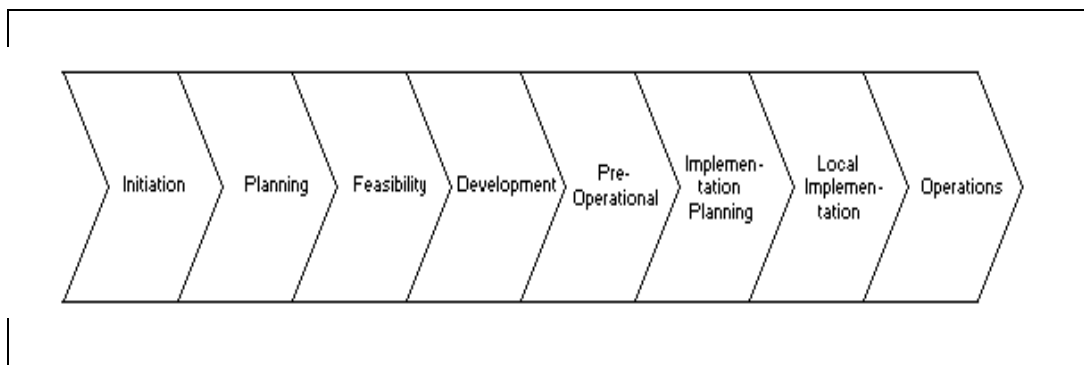 Initiation
Planning
Feasibility
Development
Pre-
Operational
Implemen-
tation
Planning
Local
Implemen-
tation
Operations